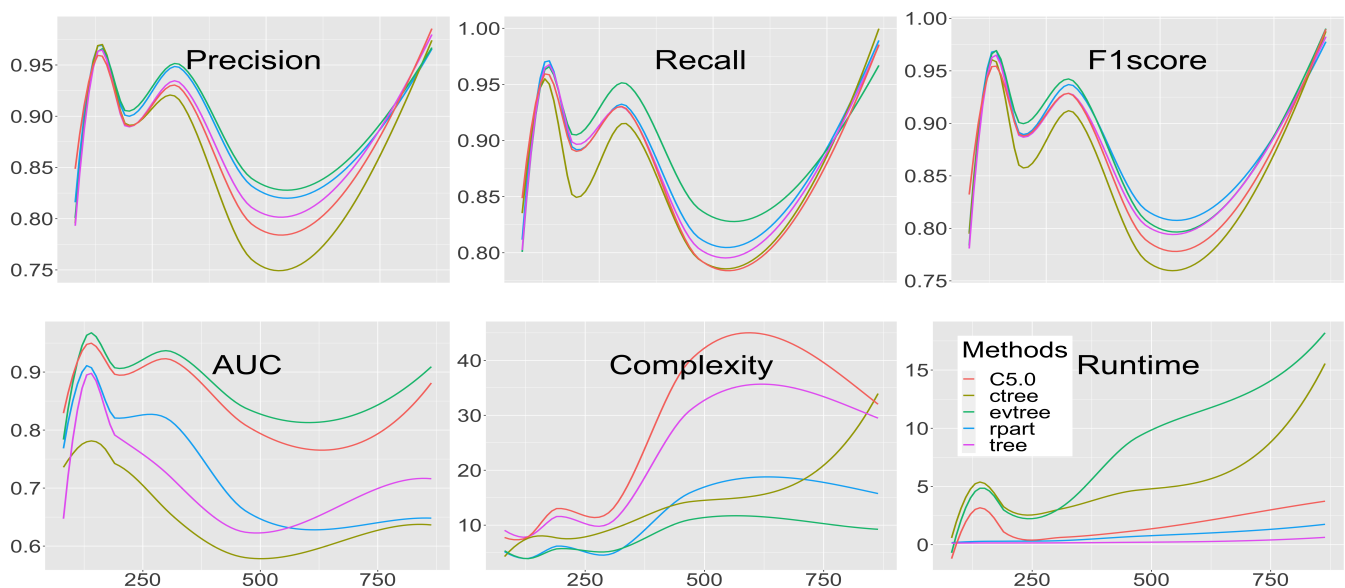 Precision
0.95
0.90
0.85
0.80
0.75
Recall
1.00
0.95
0.90
0.85
0.80
F1score
1.00
0.95
0.90
0.85
0.80
0.75
AUC
0.9
0.8
0.7
0.6
250 500 750
Complexity
40
30
20
10
250 500 750
Runtime
15
10
5
0
250 500 750
Methods
C5.0
ctree
evtree
rpart
tree